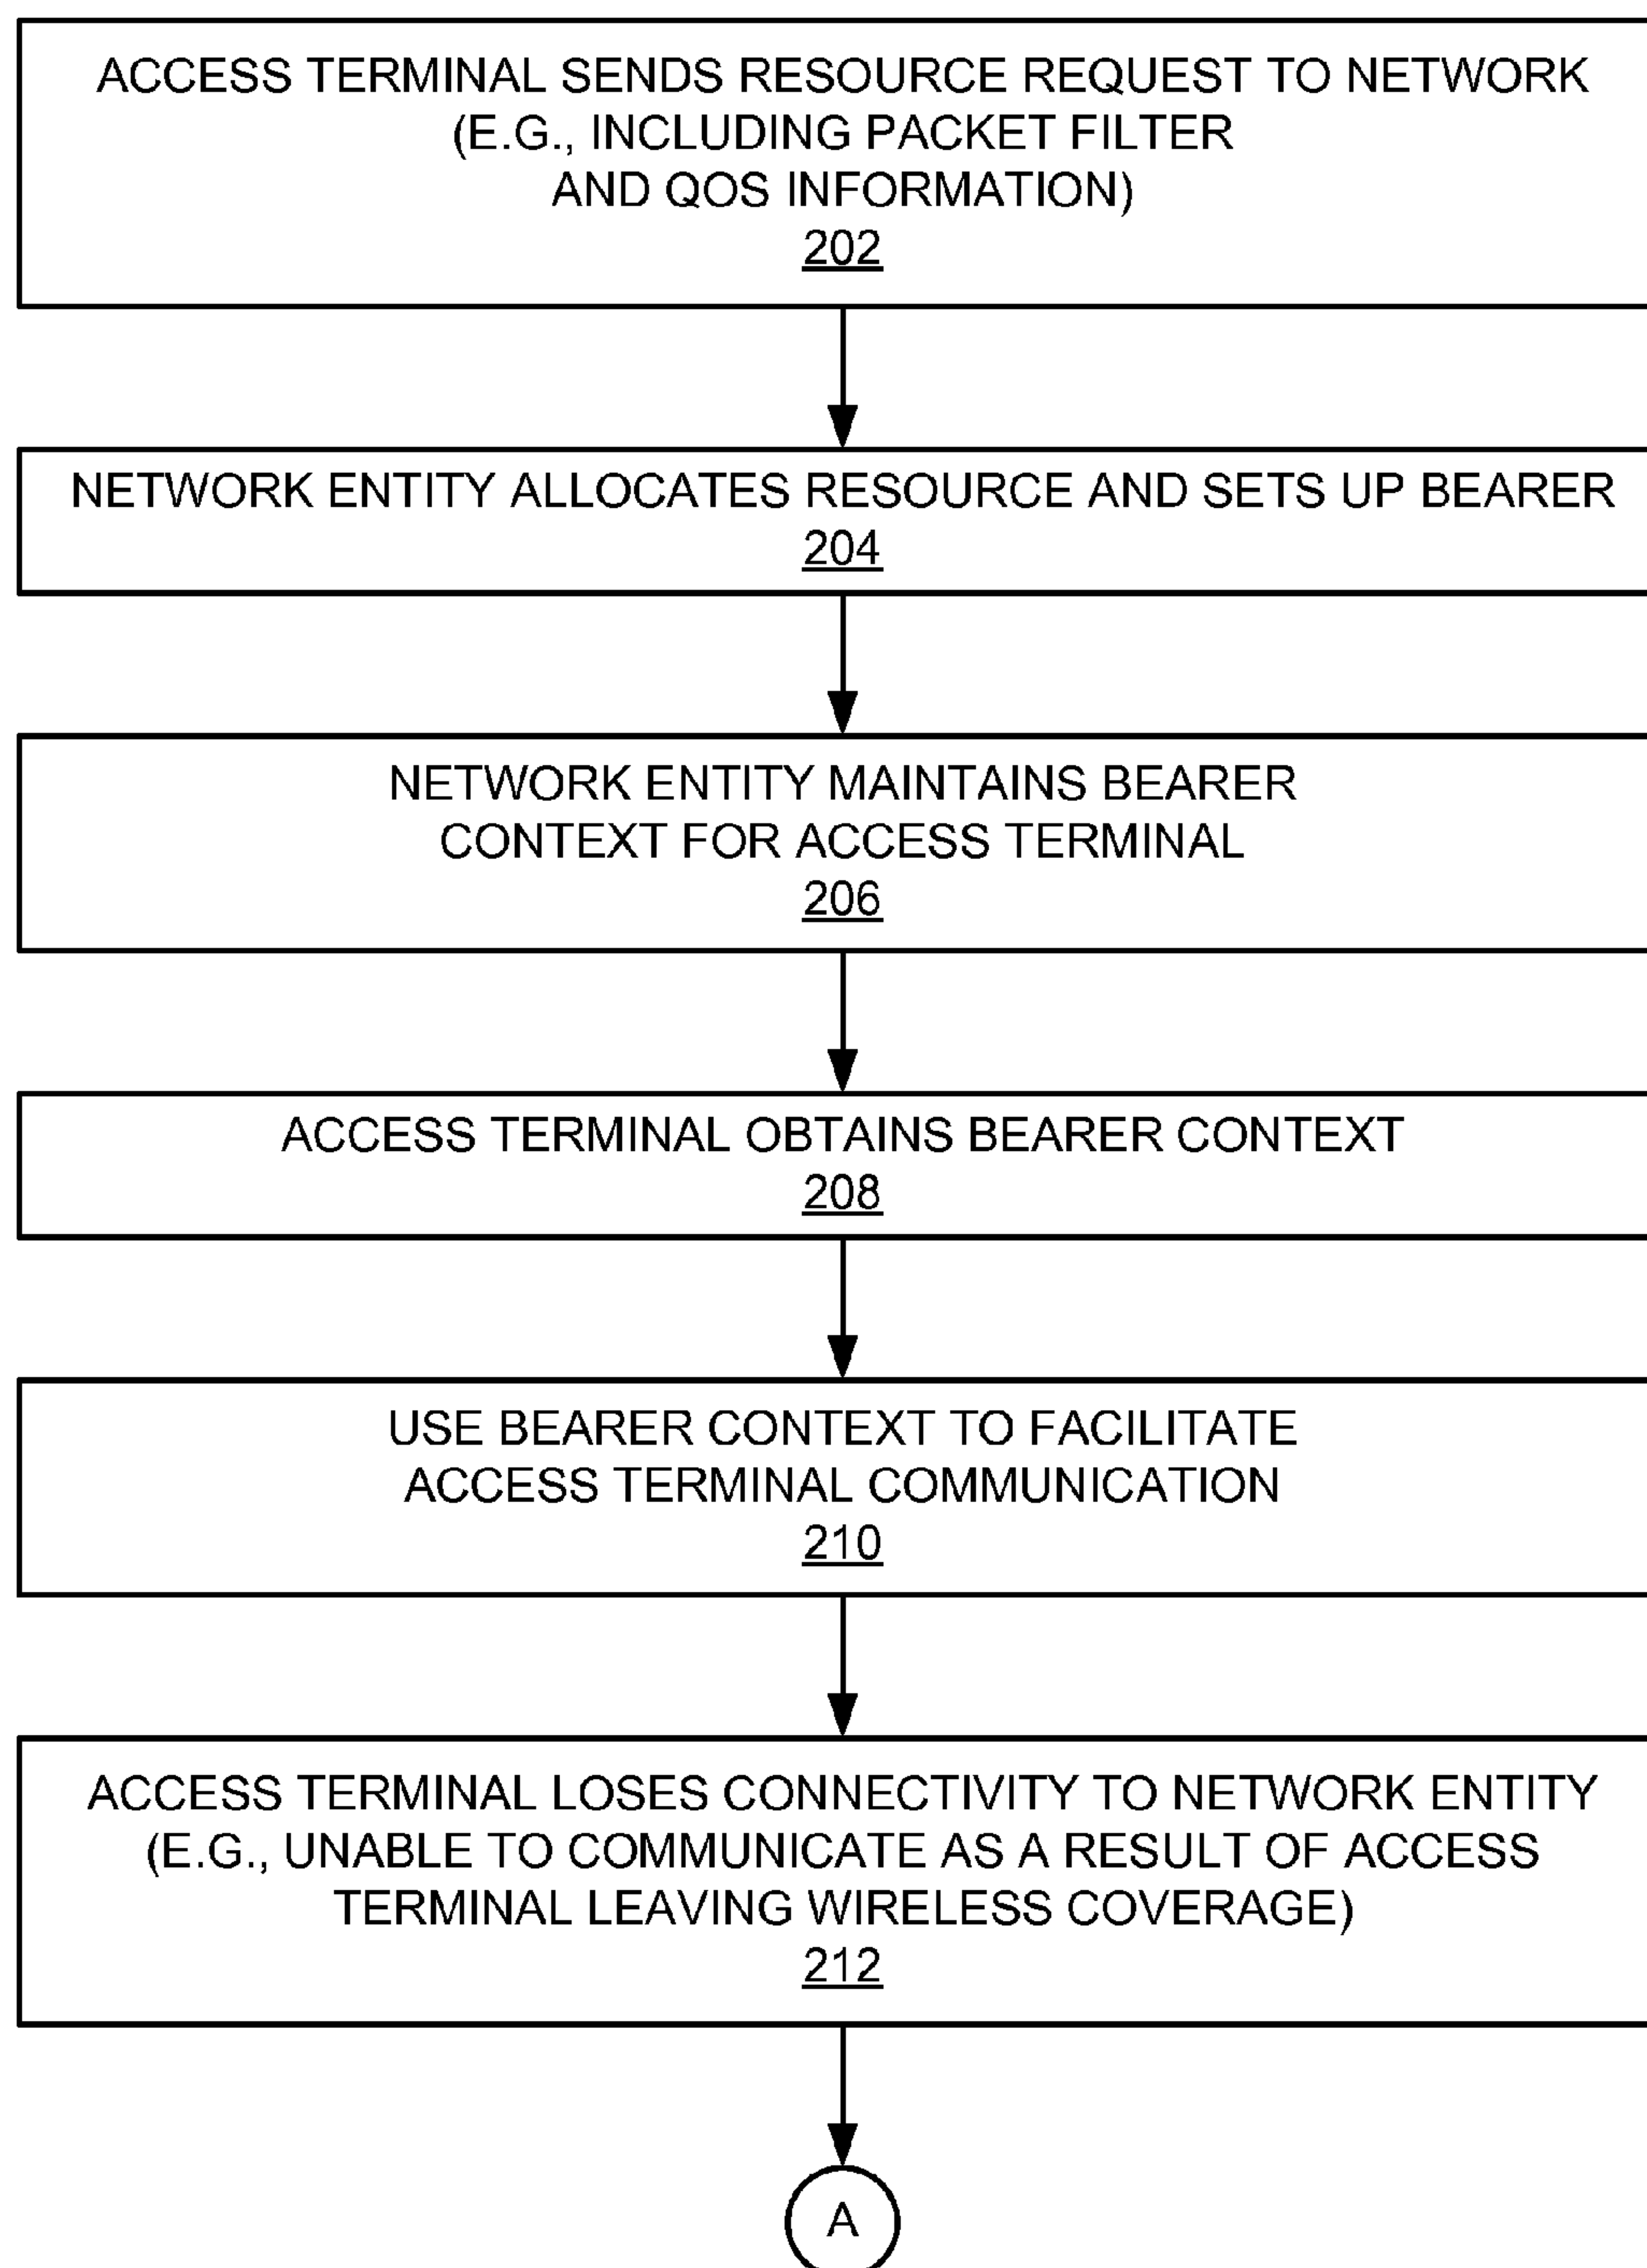 ACCESS TERMINAL SENDS RESOURCE REQUEST TO NETWORK
(E.G., INCLUDING PACKET FILTER
AND QOS INFORMATION)
202
NETWORK ENTITY ALLOCATES RESOURCE AND SETS UP BEARER
204
NETWORK ENTITY MAINTAINS BEARER
CONTEXT FOR ACCESS TERMINAL
206
ACCESS TERMINAL OBTAINS BEARER CONTEXT
208
USE BEARER CONTEXT TO FACILITATE
ACCESS TERMINAL COMMUNICATION
210
ACCESS TERMINAL LOSES CONNECTIVITY TO NETWORK ENTITY
(E.G., UNABLE TO COMMUNICATE AS A RESULT OF ACCESS
TERMINAL LEAVING WIRELESS COVERAGE)
212
A